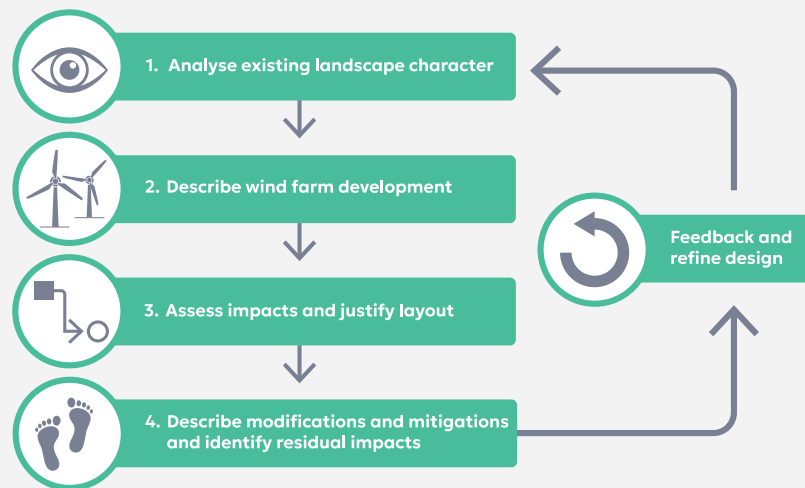 1. Analyse existing landscape character
2. Describe wind farm development
3. Assess impacts and justify layout
4. Describe modifications and mitigations
and identify residual impacts
Feedback and
refine design